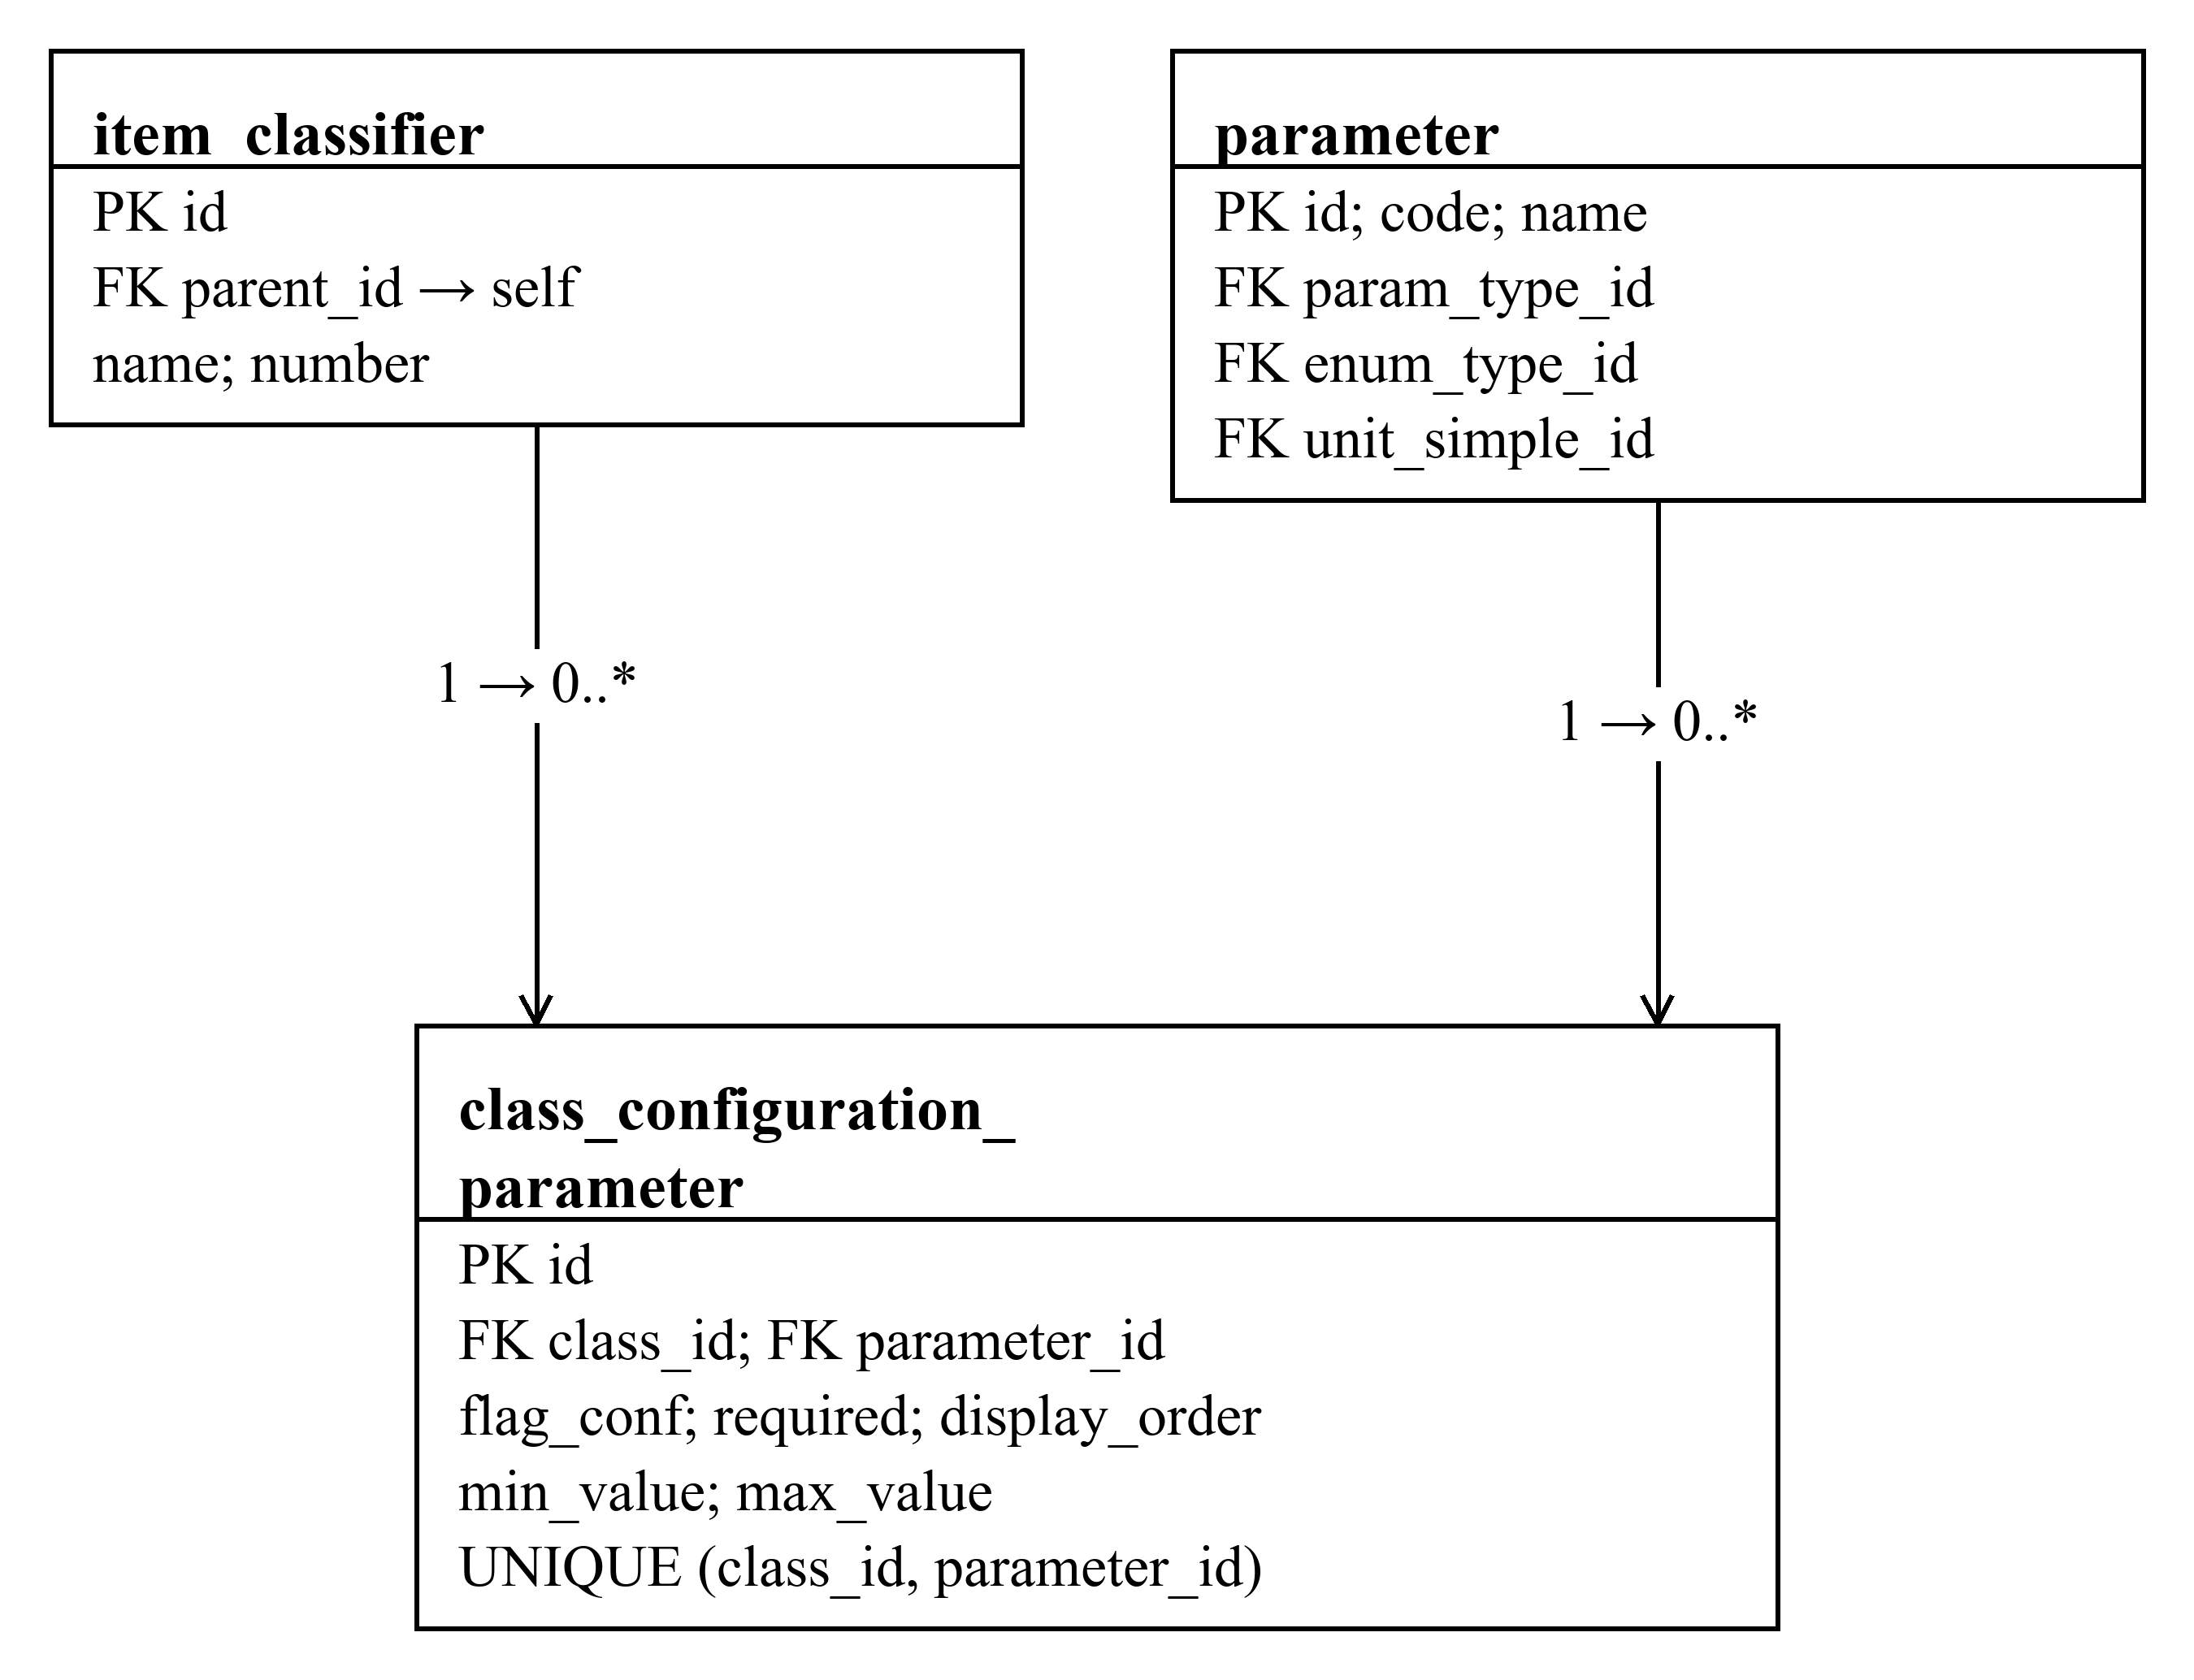 item_classifier
PK id
FK parent_id → self
name; number
parameter
PK id; code; name
FK param_type_id
FK enum_type_id
FK unit_simple_id
1 → 0..*
1 → 0..*
class_configuration_
parameter
PK id
FK class_id; FK parameter_id
flag_conf; required; display_order
min_value; max_value
UNIQUE (class_id, parameter_id)